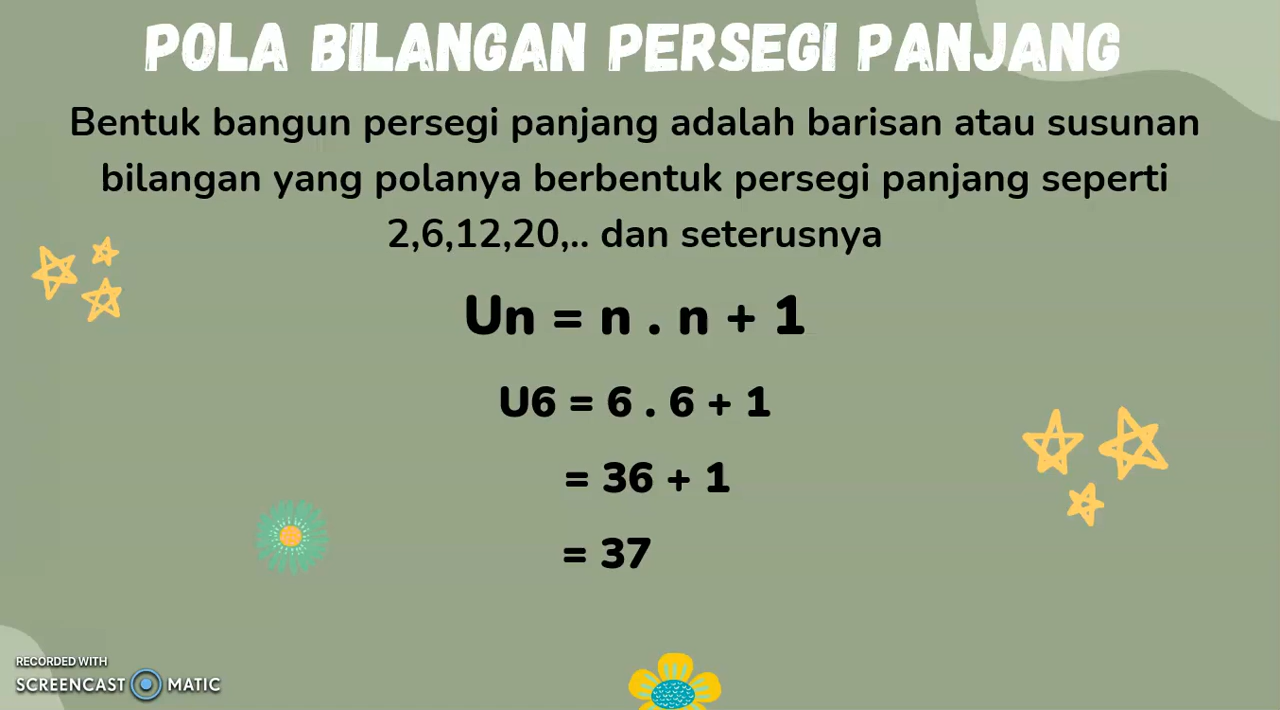 POLA BILANGAN PERSEGI PANJANG
Bentuk bangun persegi panjang adalah barisan atau susunan
bilangan yang polanya berbentuk persegi panjang seperti
2,6,12,20,.. dan seterusnya
Un = n . n + 1
U6 = 6 . 6 + 1
= 36 + 1
= 37
RECORDED WITH
SCREENCAST MATIC